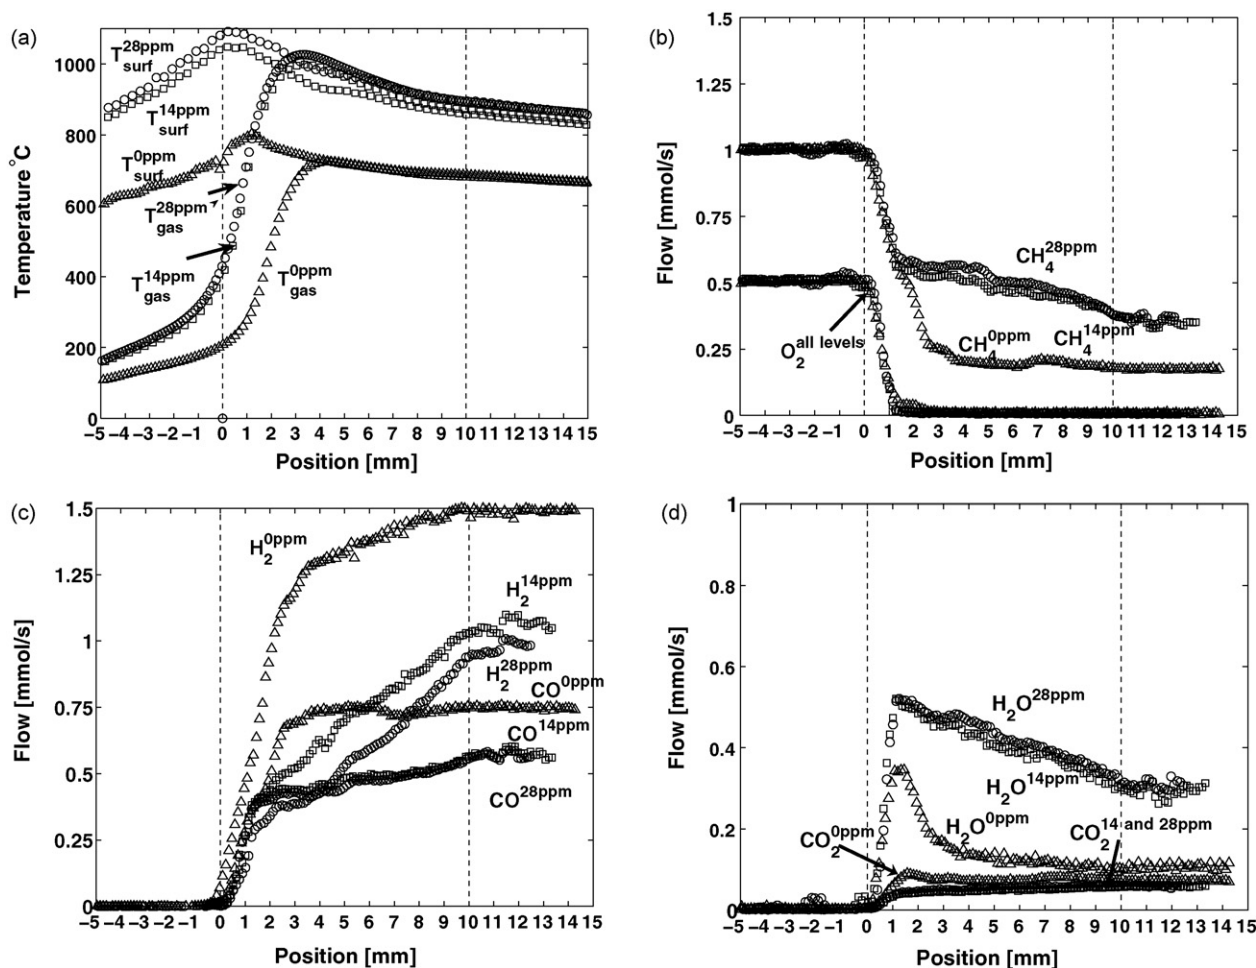 (a)
T surf 28ppm
T surf 14ppm
T surf 0ppm
T gas 28ppm
T gas 14ppm
T gas 0ppm
Temperature °C
1000
800
600
400
200
0
−5 −4 −3 −2 −1 0 1 2 3 4 5 6 7 8 9 10 11 12 13 14 15
Position [mm]
(b)
CH4 28ppm
CH4 14ppm
CH4 0ppm
O2 all levels
Flow [mmol/s]
1.5
1.25
1
0.75
0.5
0.25
0
−5 −4 −3 −2 −1 0 1 2 3 4 5 6 7 8 9 10 11 12 13 14 15
Position [mm]
(c)
H2 0ppm
H2 14ppm
H2 28ppm
CO 0ppm
CO 14ppm
CO 28ppm
Flow [mmol/s]
1.5
1.25
1
0.75
0.5
0.25
0
−5 −4 −3 −2 −1 0 1 2 3 4 5 6 7 8 9 10 11 12 13 14 15
Position [mm]
(d)
H2O 28ppm
H2O 14ppm
H2O 0ppm
CO2 0ppm
CO2 14 and 28ppm
Flow [mmol/s]
1
0.8
0.6
0.4
0.2
0
−5 −4 −3 −2 −1 0 1 2 3 4 5 6 7 8 9 10 11 12 13 14 15
Position [mm]